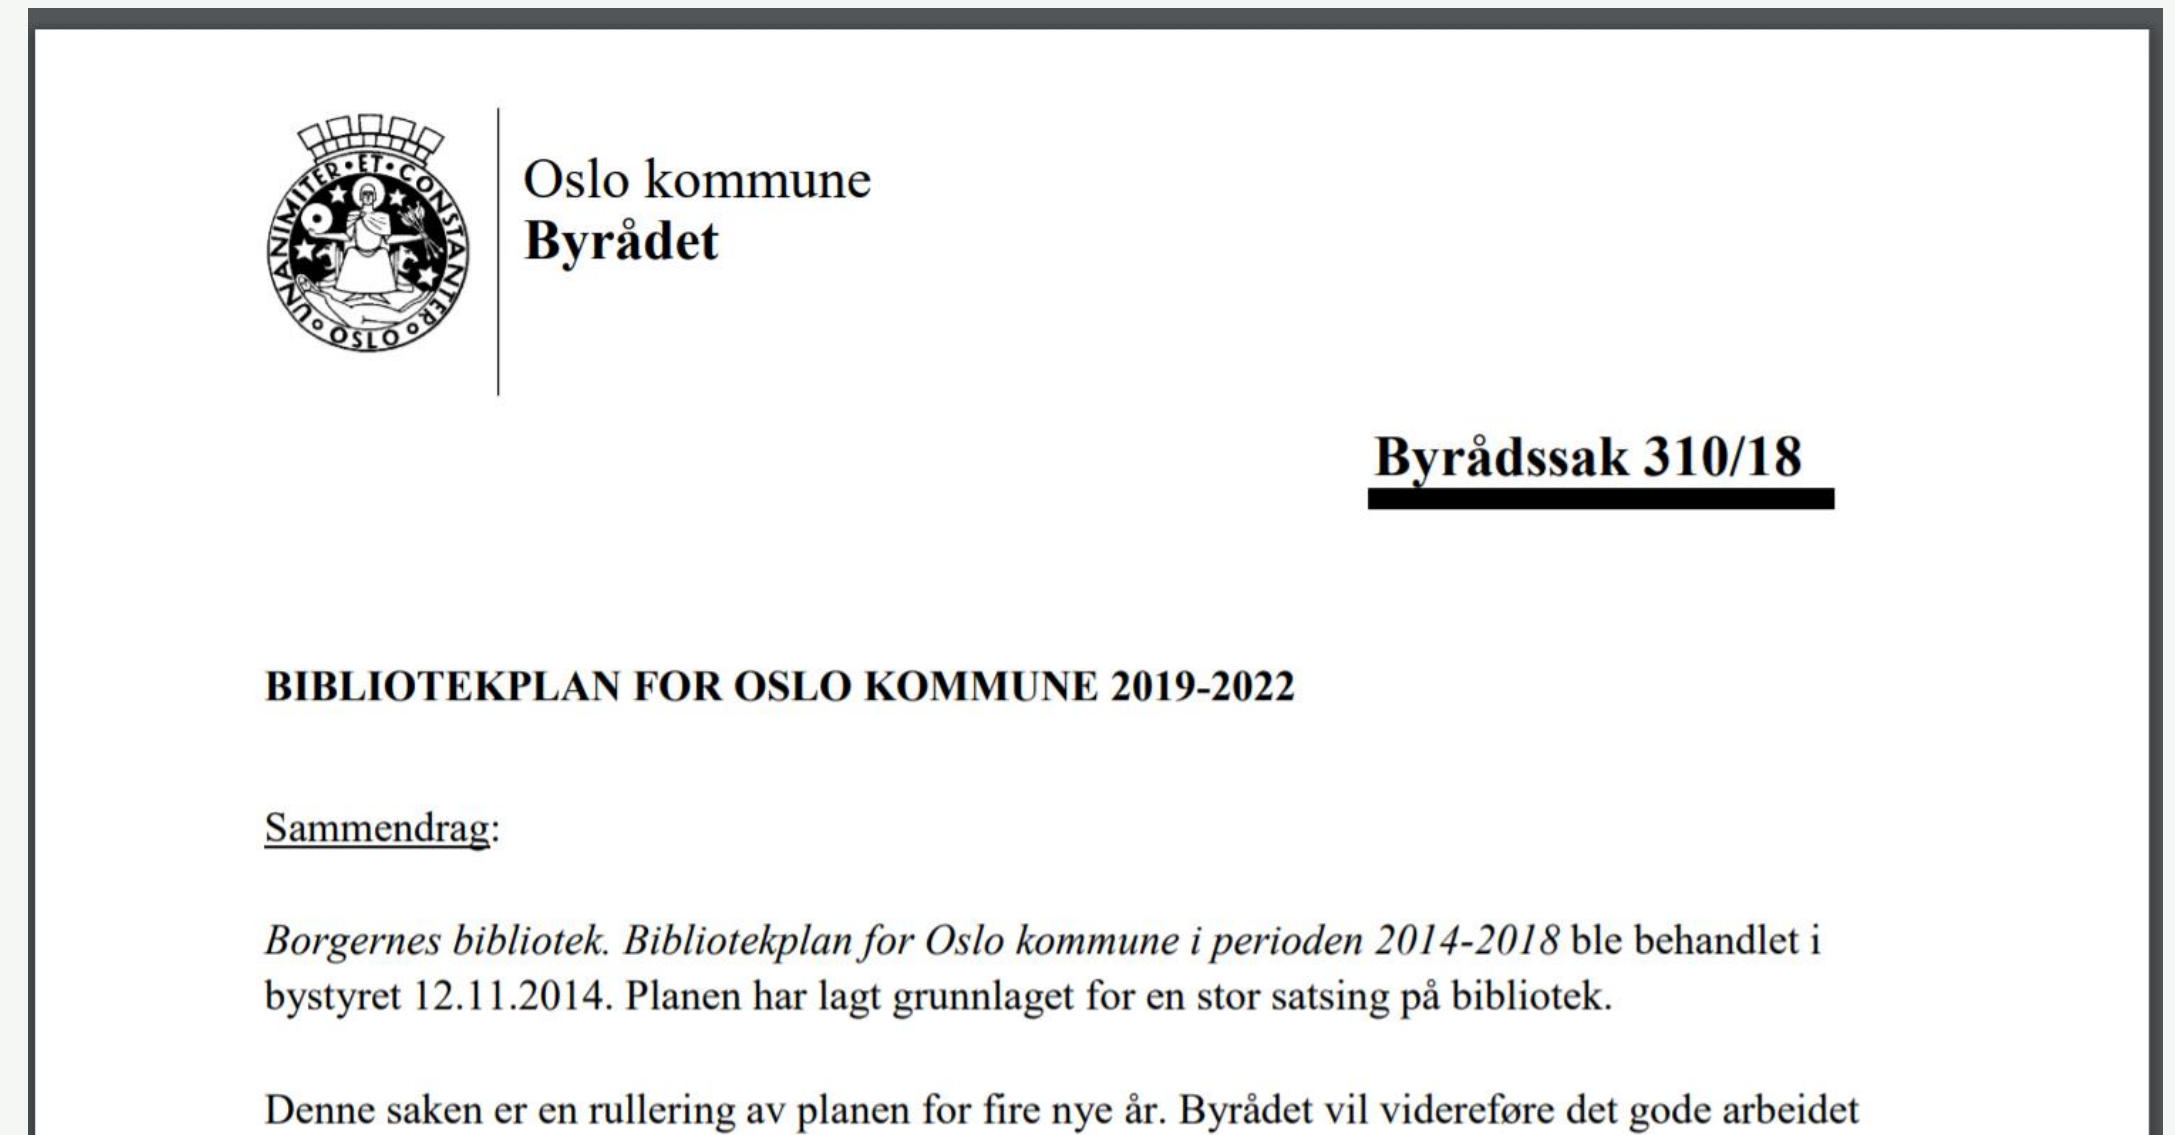 UNANIMITER·ET·CONSTANTER
OSLO
Oslo kommune
Byrådet
Byrådssak 310/18
BIBLIOTEKPLAN FOR OSLO KOMMUNE 2019-2022
Sammendrag:
Borgernes bibliotek. Bibliotekplan for Oslo kommune i perioden 2014-2018 ble behandlet i
bystyret 12.11.2014. Planen har lagt grunnlaget for en stor satsing på bibliotek.
Denne saken er en rullering av planen for fire nye år. Byrådet vil videreføre det gode arbeidet